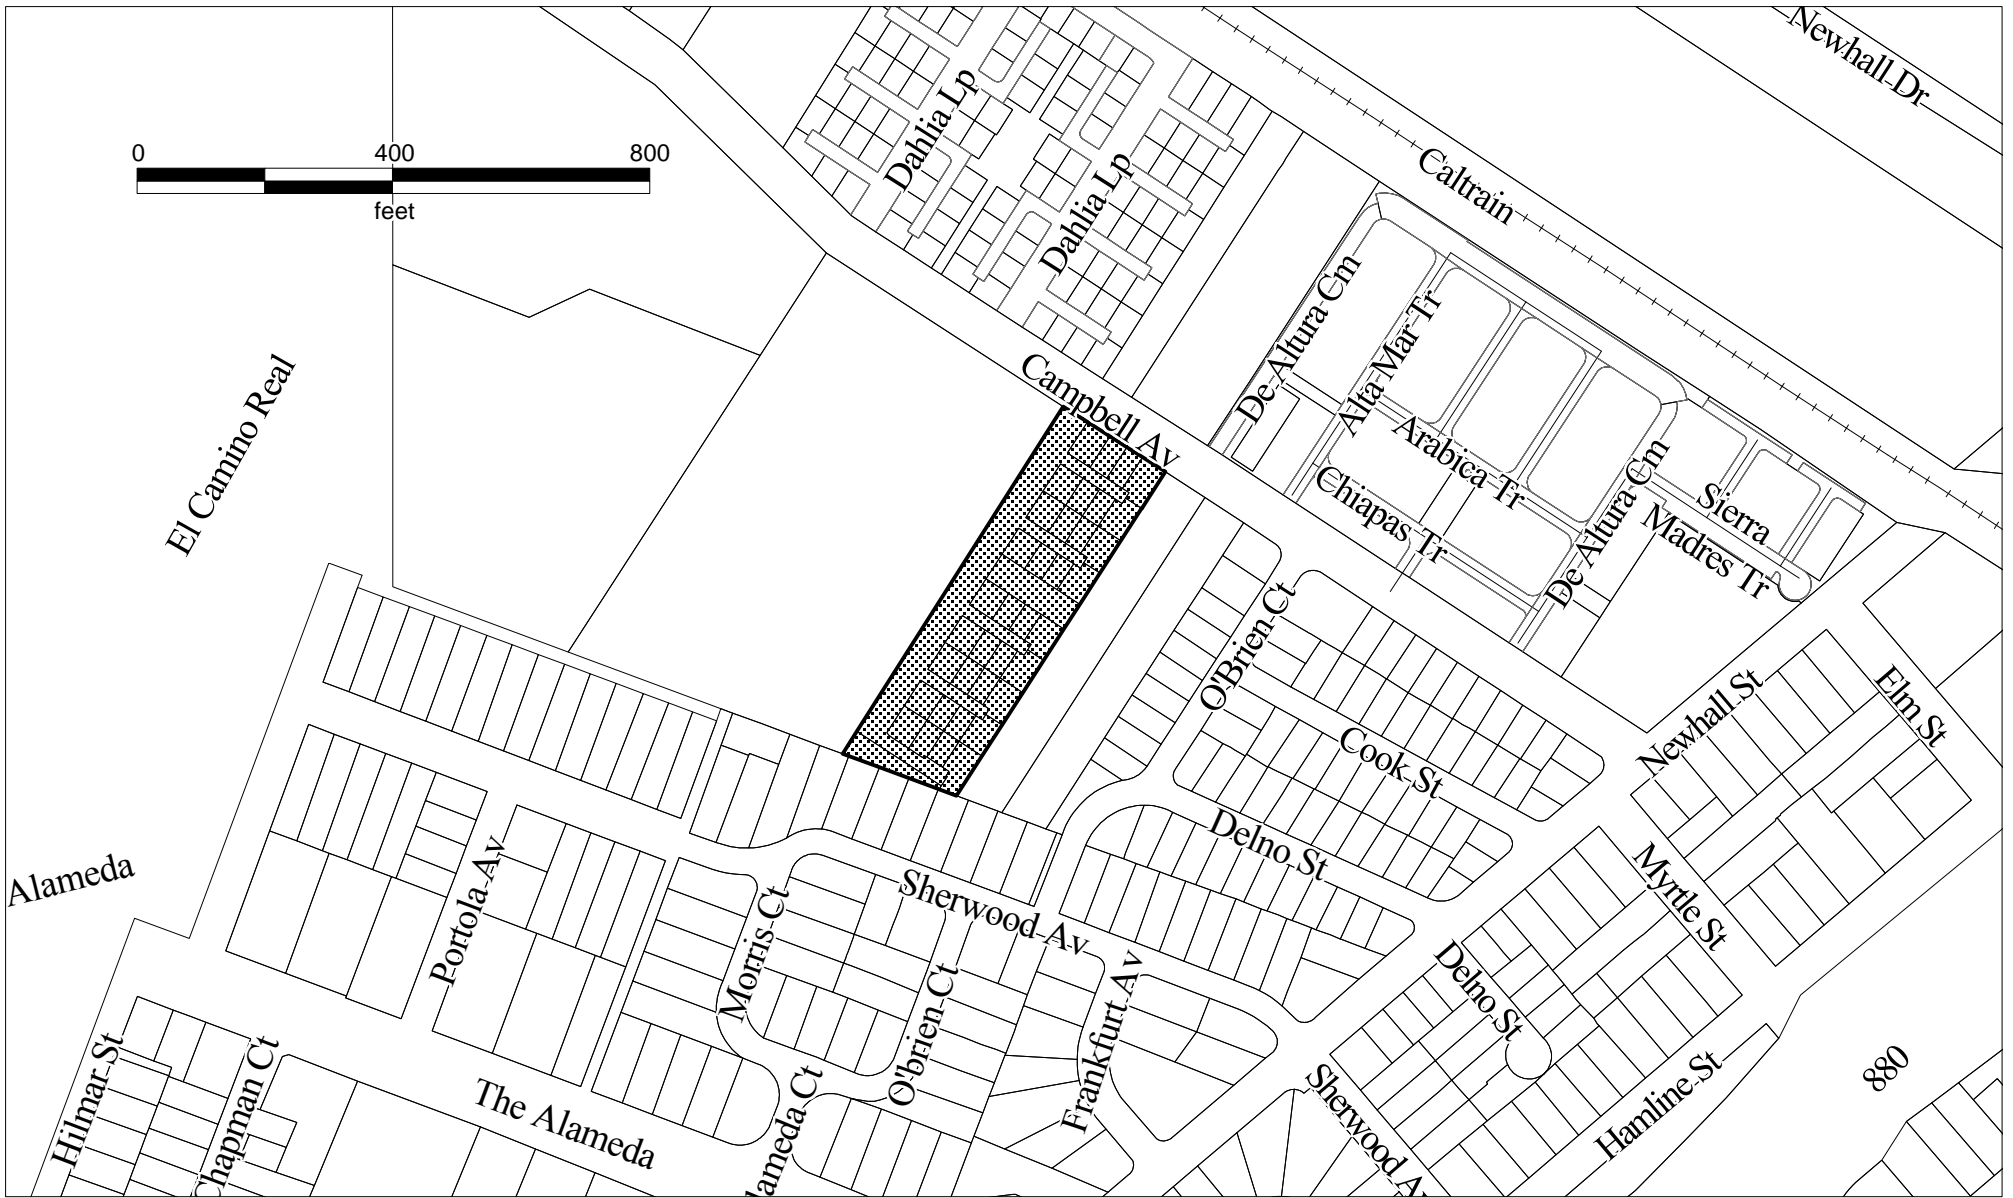 Newhall Dr
Dahlia Lp
0 400 800
feet
Caltrain
Dahlia Lp
De Altura Cm
Alta Mar Tr
El Camino Real
Campbell Av
Arabica Tr
Chiapas Tr
De Altura Cm
Sierra
Madres Tr
O'Brien Ct
Newhall St
Elm St
Cook St
Delno St
Alameda
Portola Av
Morris Ct
Sherwood Av
Myrtle St
O'brien Ct
Frankfurt Av
Delno St
Hilmar St
Chapman Ct
The Alameda
lameda Ct
Sherwood Av
Hamline St
880